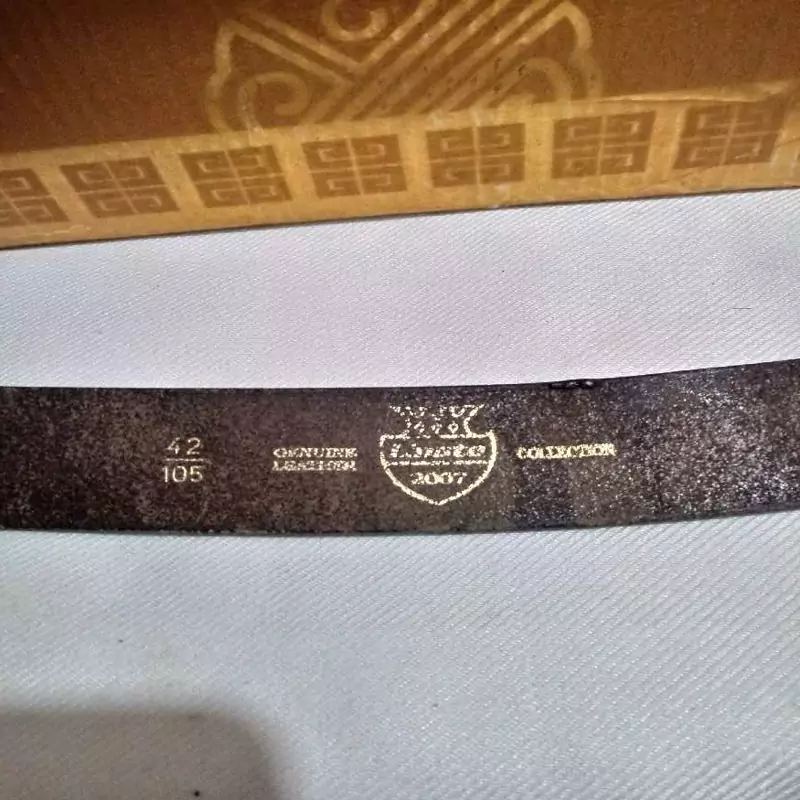 42
105
GENUINE
LEATHER
2007
COLLECTION